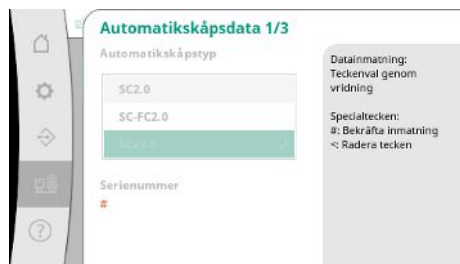 Automatikskåpsdata 1/3
Automatikskåpstyp
SC2.0
SC-FC2.0
Serienummer
#
Datainmatning:
Teckenval genom
vridning
Specialtecken:
#: Bekräfta inmatning
<: Radera tecken